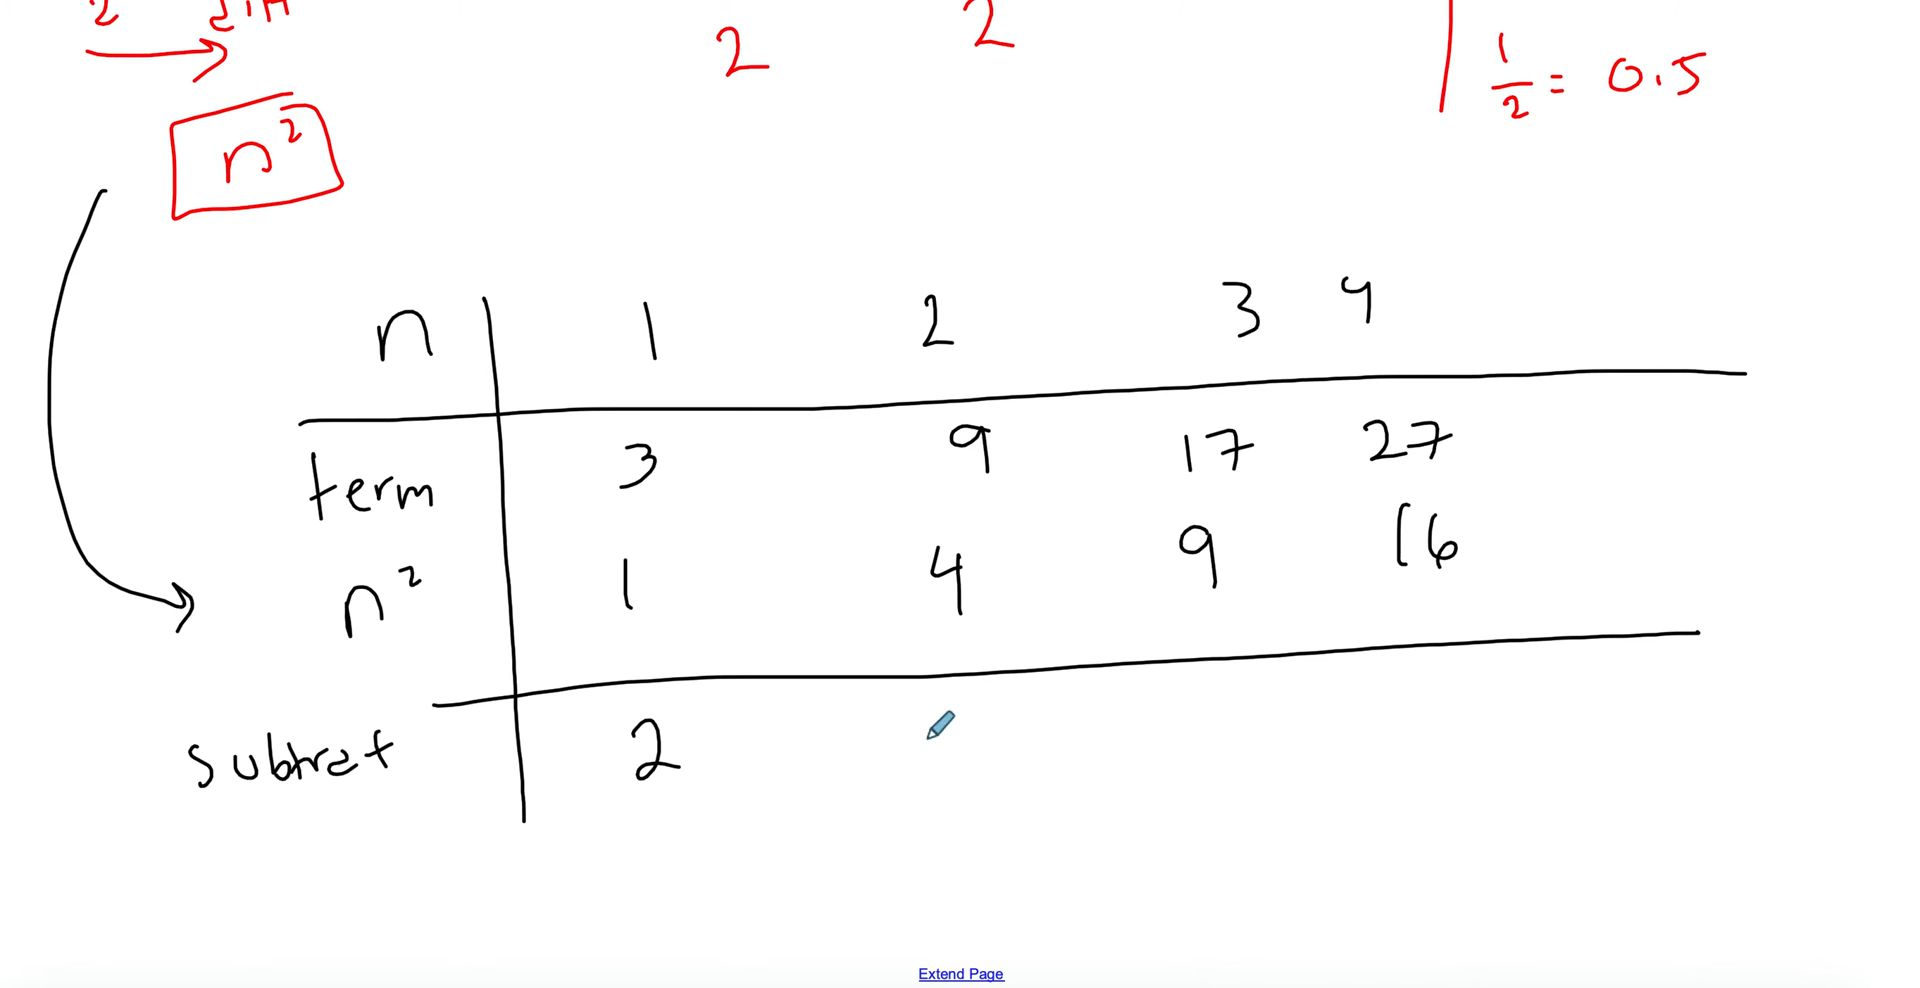 2 2
1/2 = 0.5
n²
n 1 2 3 4
term 3 9 17 27
n² 1 4 9 16
subtrat 2
Extend Page